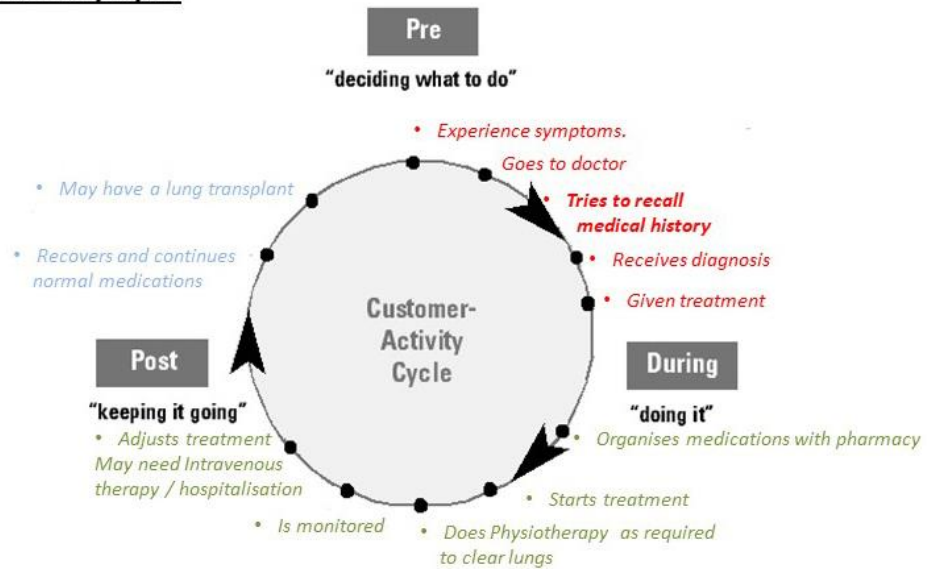 Pre
"deciding what to do"
• Experience symptoms.
Goes to doctor
• Tries to recall
medical history
• Receives diagnosis
• Given treatment
During
"doing it"
• Organises medications with pharmacy
• Starts treatment
• Does Physiotherapy as required
to clear lungs
• Is monitored
Post
"keeping it going"
• Adjusts treatment
May need Intravenous
therapy / hospitalisation
• Recovers and continues
normal medications
• May have a lung transplant
Customer-
Activity
Cycle